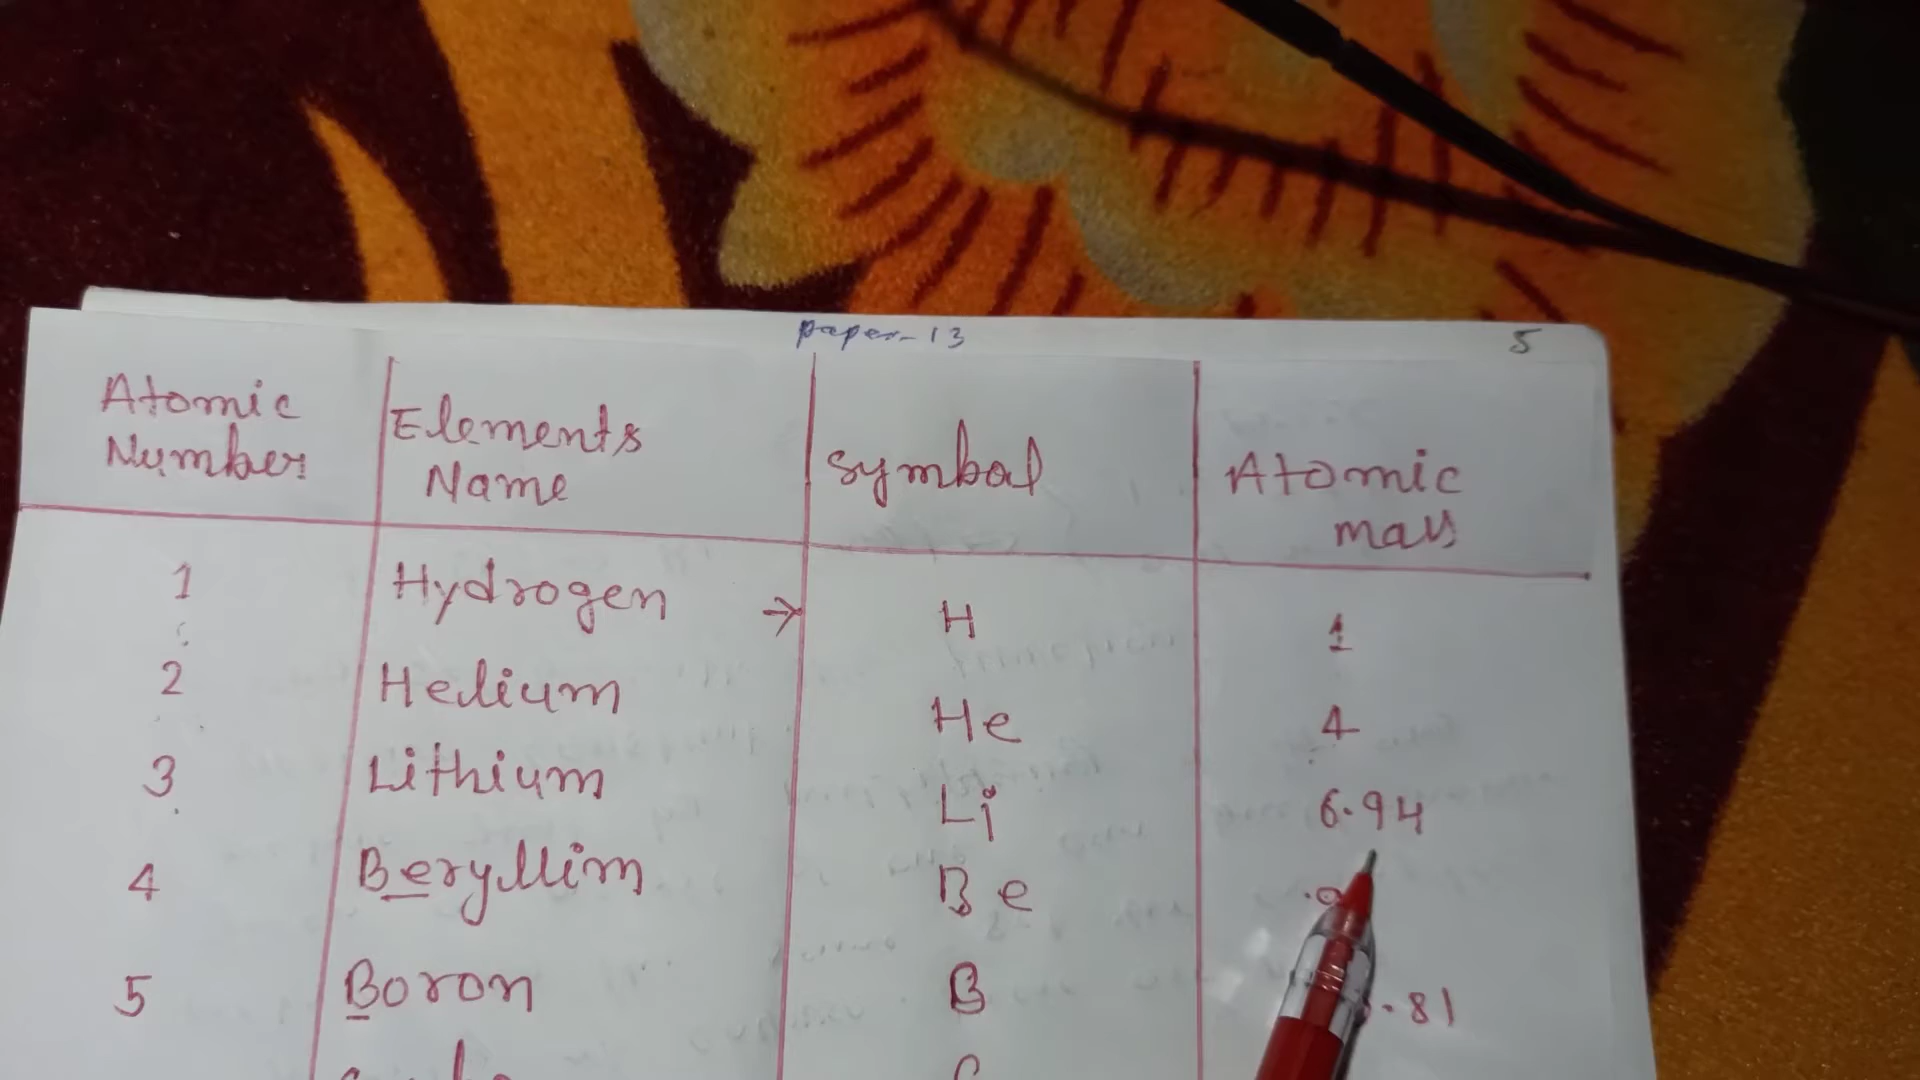 paper-13
5
Atomic Number
Elements Name
Symbol
Atomic mass
1 Hydrogen → H 1
2 Helium He 4
3 Lithium Li 6.94
4 Beryllim Be
5 Boron B .81